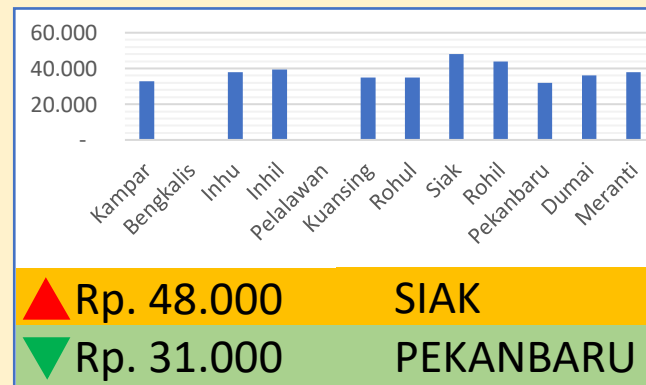 60.000
40.000
20.000
-
Kampar
Bengkalis
Inhu
Inhil
Pelalawan
Kuansing
Rohul
Siak
Rohil
Pekanbaru
Dumai
Meranti
Rp. 48.000 SIAK
Rp. 31.000 PEKANBARU